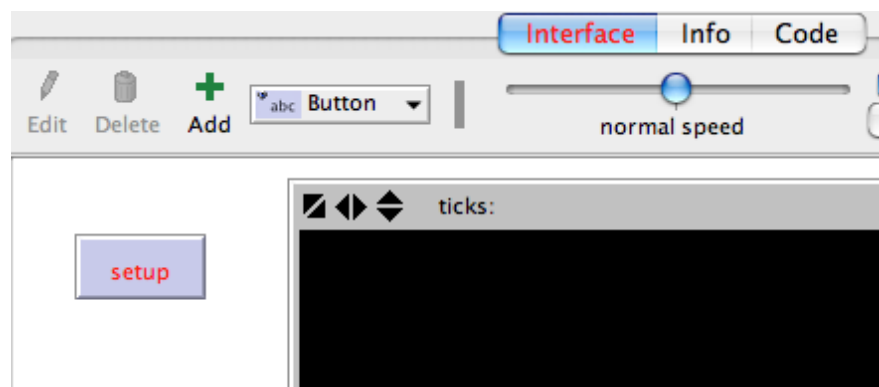 Interface Info Code
Edit Delete Add abc Button
normal speed
ticks:
setup